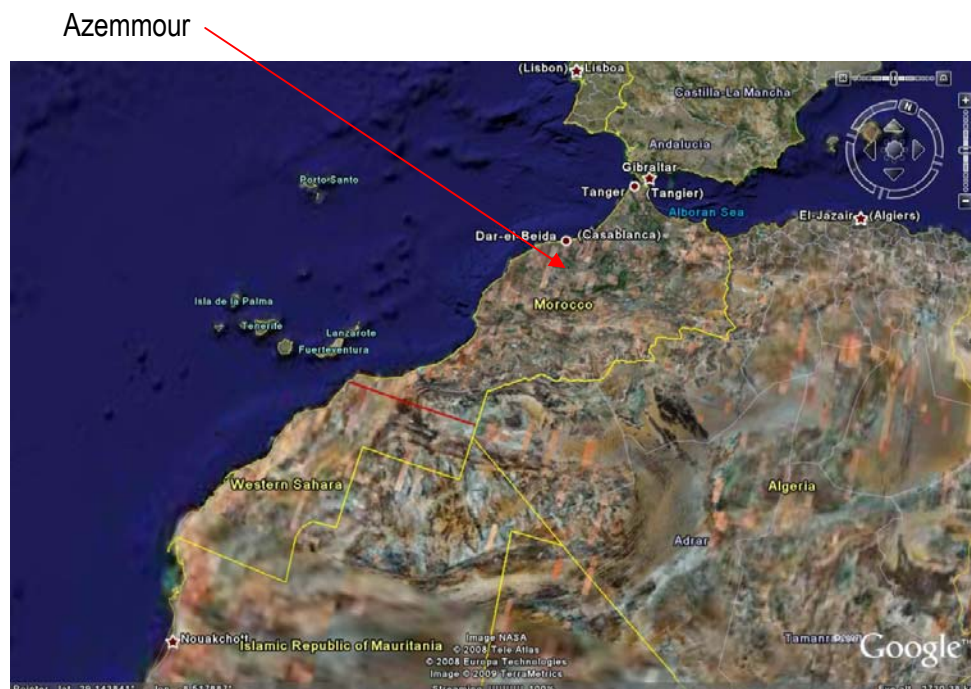 Azemmour
(Lisbon) Lisboa
Castilla-La Mancha
N
Andalucia
Gibraltar
Porto-Santo
Tanger (Tangier)
Alboran Sea
El-Jazair (Algiers)
Dar-el-Beida (Casablanca)
Isla de la Palma
Morocco
Tenerife
Lanzarote
Fuerteventura
Western Sahara
Algeria
Adrar
Nouakchott
Islamic Republic of Mauritania
Image NASA
© 2008 Tele Atlas
© 2008 Europa Technologies
Image © 2009 TerraMetrics
Google